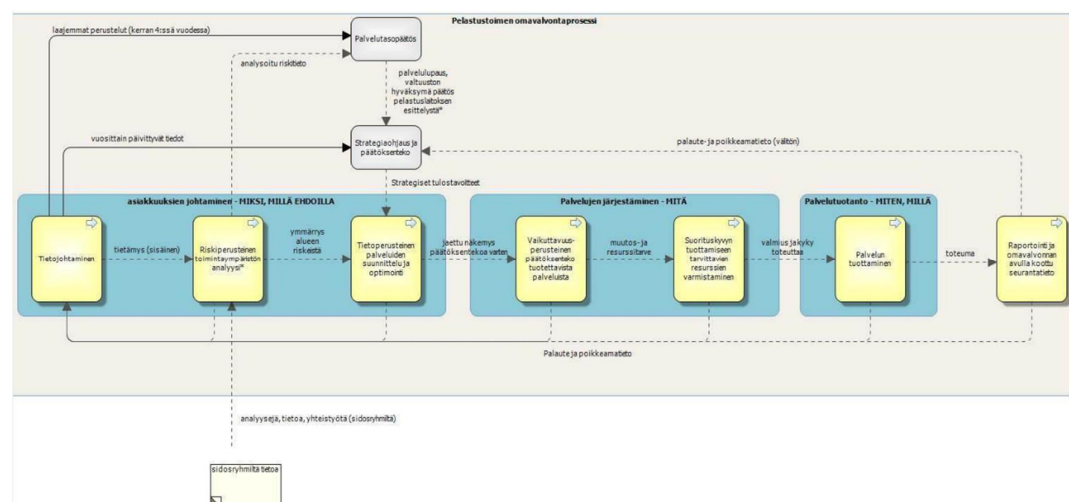 Pelastustoimen omavalvontaprosessi
laajemmat perustelut (kerran 4:ssä vuodessa)
Palvelutasopäätös
analysoitu riskitieto
palvelulupaus,
valtuuston
hyväksymä päätös
pelastuslaitoksen
esittelystä*
vuosittain päivittyvät tiedot
Strategiaohjaus ja
päätöksenteko
palaute- ja poikkeamatieto (välitön)
Strategiset tulostavoitteet
asiakkuuksien johtaminen - MIKSI, MILLÄ EHDOILLA
Palvelujen järjestäminen - MITÄ
Palvelutuotanto - MITEN, MILLÄ
Tietojohtaminen
tietämys (sisäinen)
Riskiperusteinen
toimintaympäristön
analyysi*
ymmärrys
alueen
riskeistä
Tietoperusteinen
palveluiden
suunnittelu ja
optimointi
jaettu näkemys
päätöksentekoa varten
Vaikuttavuus-
perusteinen
päätöksenteko
tuotettavista
palveluista
muutos- ja
resurssitarve
Suorituskyvyn
tuottamiseen
tarvittavien
resurssien
varmistaminen
valmius ja kyky
toteuttaa
Palvelun
tuottaminen
toteuma
Raportointi ja
omavalvonnan
avulla koottu
seurantatieto
Palaute ja poikkeamatieto
analyysejä, tietoa, yhteistyötä (sidosryhmiltä)
sidosryhmiltä tietoa